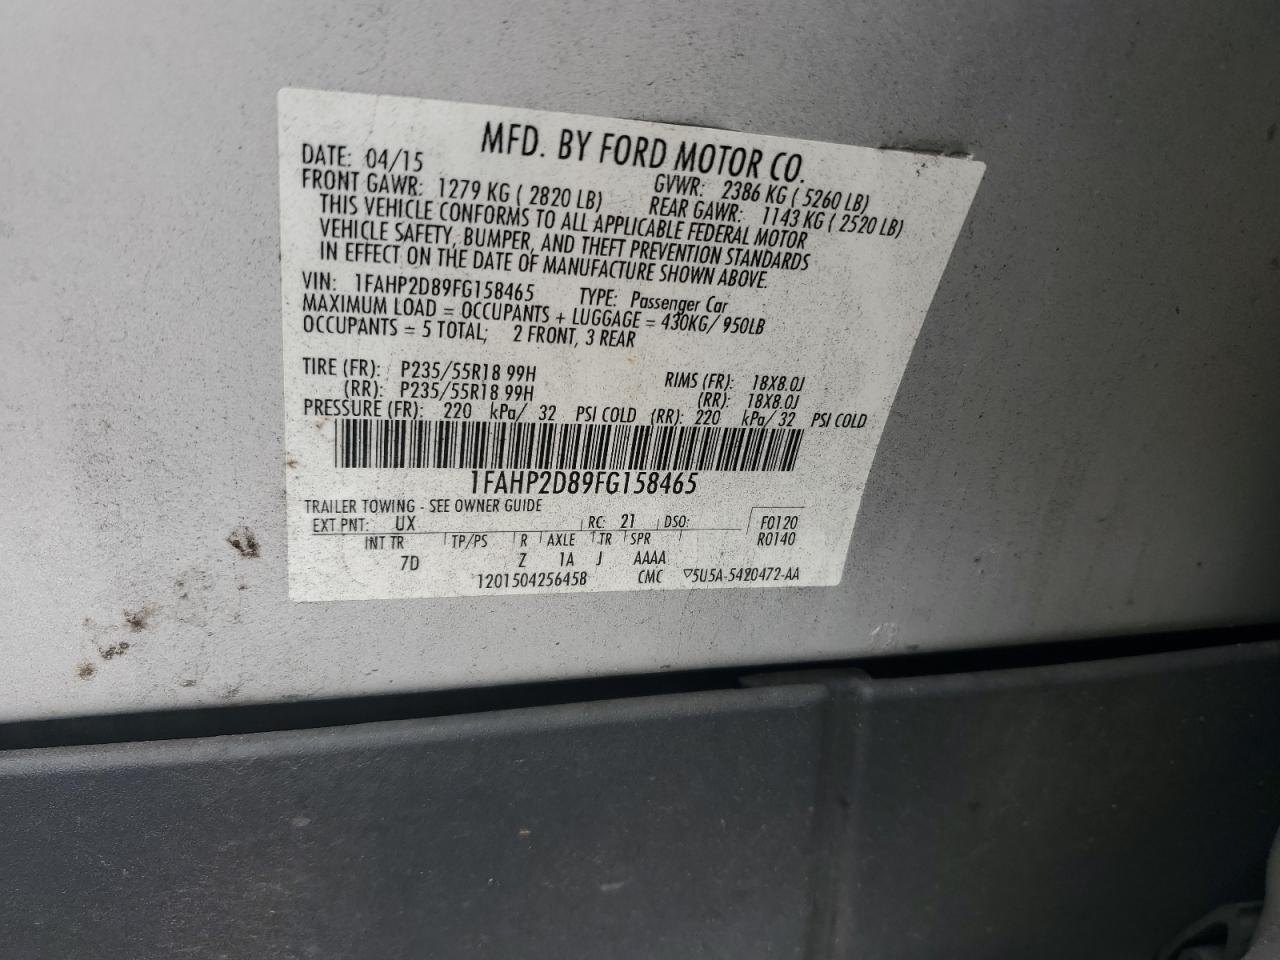 MFD. BY FORD MOTOR CO.
DATE: 04/15 GVWR: 2386 KG ( 5260 LB)
FRONT GAWR: 1279 KG ( 2820 LB) REAR GAWR: 1143 KG ( 2520 LB)
THIS VEHICLE CONFORMS TO ALL APPLICABLE FEDERAL MOTOR
VEHICLE SAFETY, BUMPER, AND THEFT PREVENTION STANDARDS
IN EFFECT ON THE DATE OF MANUFACTURE SHOWN ABOVE.
VIN: 1FAHP2D89FG158465 TYPE: Passenger Car
MAXIMUM LOAD = OCCUPANTS + LUGGAGE = 430KG/ 950LB
OCCUPANTS = 5 TOTAL; 2 FRONT, 3 REAR
TIRE (FR): P235/55R18 99H RIMS (FR): 18X8.0J
(RR): P235/55R18 99H (RR): 18X8.0J
PRESSURE (FR): 220 kPa/ 32 PSI COLD (RR): 220 kPa/ 32 PSI COLD
1FAHP2D89FG158465
TRAILER TOWING - SEE OWNER GUIDE
EXT PNT: UX RC: 21 DSO: F0120
INT TR TP/PS R AXLE TR SPR R0140
7D Z 1A J AAAA
1201504256458 CMC ▽5U5A-5420472-AA